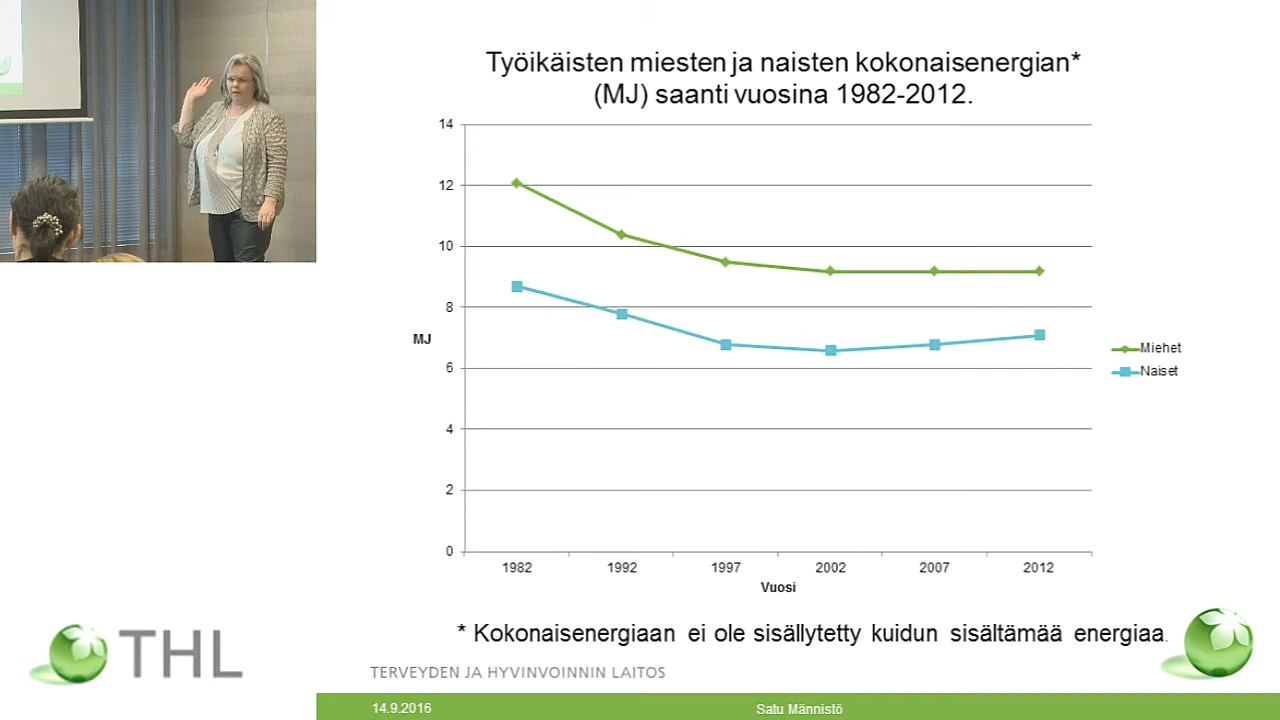 Työikäisten miesten ja naisten kokonaisenergian*
(MJ) saanti vuosina 1982-2012.
14
12
10
8
6
4
2
0
MJ
1982 1992 1997 2002 2007 2012
Vuosi
Miehet
Naiset
* Kokonaisenergiaan ei ole sisällytetty kuidun sisältämää energiaa.
THL
TERVEYDEN JA HYVINVOINNIN LAITOS
14.9.2016 Satu Männistö